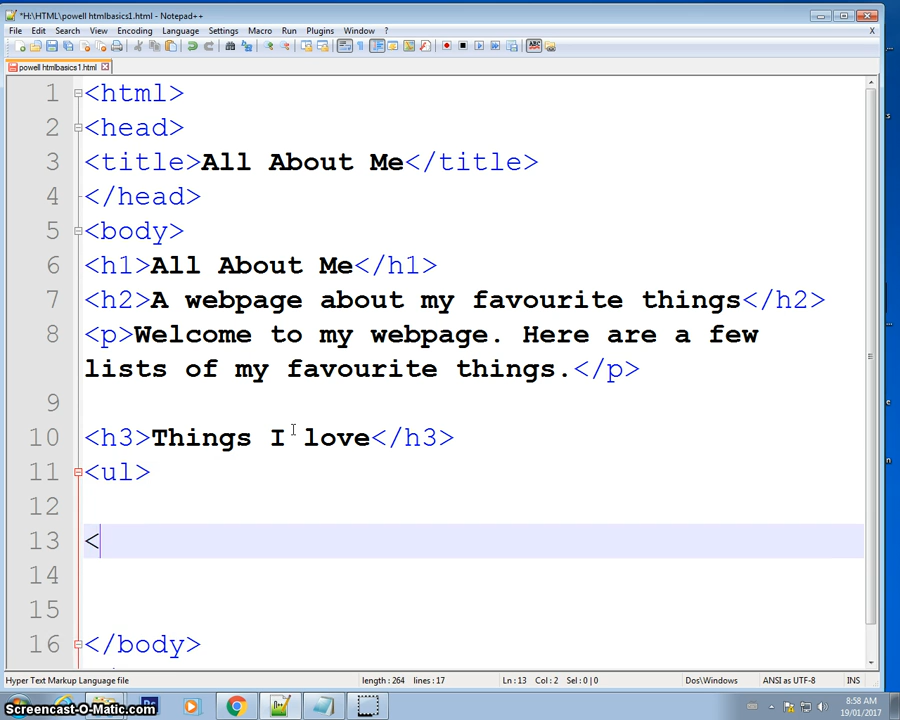 *H:\HTML\powell htmlbasics1.html - Notepad++
File Edit Search View Encoding Language Settings Macro Run Plugins Window ? X
powell htmlbasics1.html
1 <html>
2 <head>
3 <title>All About Me</title>
4 </head>
5 <body>
6 <h1>All About Me</h1>
7 <h2>A webpage about my favourite things</h2>
8 <p>Welcome to my webpage. Here are a few
lists of my favourite things.</p>
9
10 <h3>Things I love</h3>
11 <ul>
12
13 <
14
15
16 </body>
Hyper Text Markup Language file length : 264 lines : 17 Ln : 13 Col : 2 Sel : 0 | 0 Dos\Windows ANSI as UTF-8 INS
Screencast-O-Matic.com
8:58 AM
19/01/2017